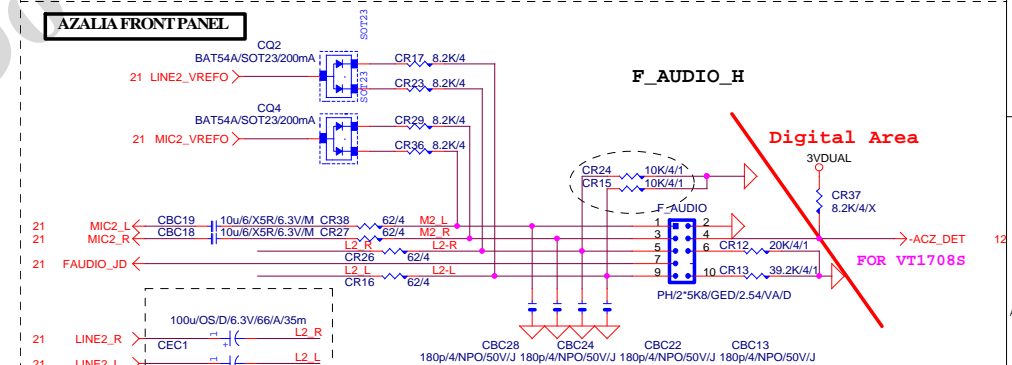 AZALIA FRONT PANEL
SOT23
CQ2
BAT54A/SOT23/200mA
CR17 8.2K/4
21 LINE2_VREFO
CR23 8.2K/4
SOT23
F_AUDIO_H
CQ4
BAT54A/SOT23/200mA
CR29 8.2K/4
21 MIC2_VREFO
CR36 8.2K/4
Digital Area
3VDUAL
CR24 10K/4/1
CR15 10K/4/1
CR37
8.2K/4/X
F_AUDIO
21 MIC2_L CBC19 10u/6/X5R/6.3V/M CR38 62/4 M2_L 1 2
21 MIC2_R CBC18 10u/6/X5R/6.3V/M CR27 62/4 M2_R 3 4 -ACZ_DET 12
L2_R L2-R 5 6 CR12 20K/4/1
CR26 62/4
FOR VT1708S
21 FAUDIO_JD 7
L2_L L2-L 9 10 CR13 39.2K/4/1
CR16 62/4
PH/2*5K8/GED/2.54/VA/D
100u/OS/D/6.3V/66/A/35m
21 LINE2_R 1 + L2_R
CEC1
CBC28 CBC24 CBC22 CBC13
180p/4/NPO/50V/J 180p/4/NPO/50V/J 180p/4/NPO/50V/J 180p/4/NPO/50V/J
21 LINE2_L 1 L2_L